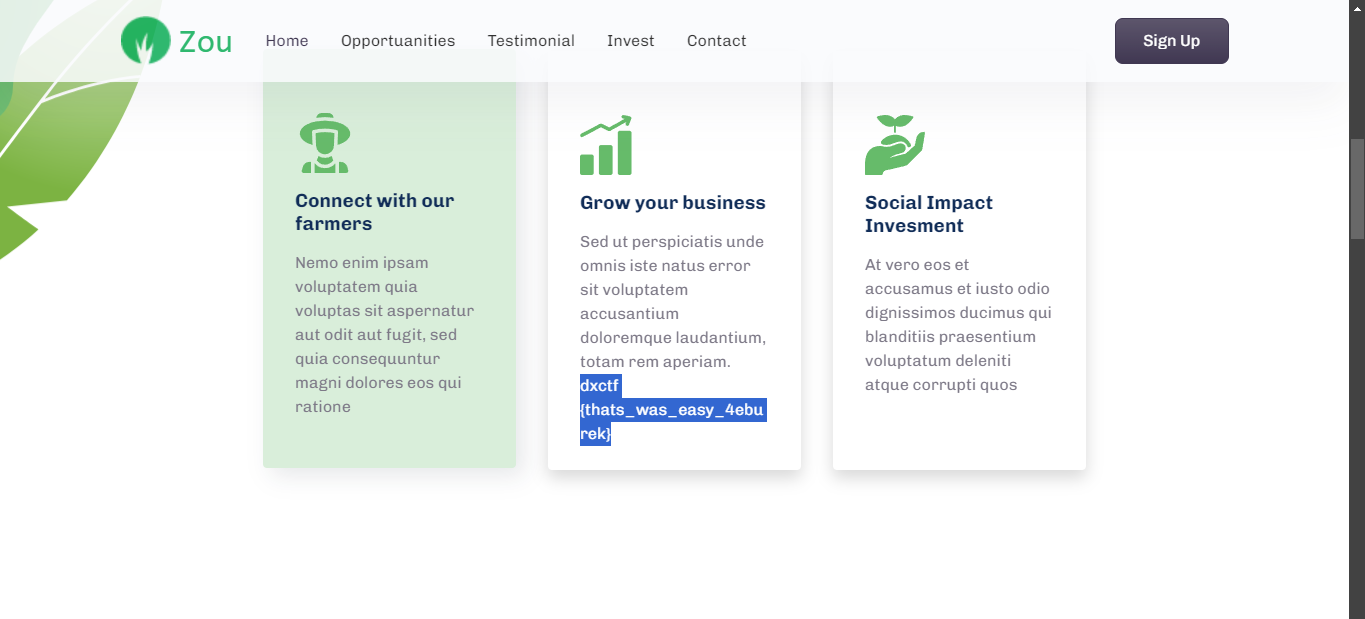 Zou
Home
Opportuanities
Testimonial
Invest
Contact
Sign Up
Connect with our
farmers
Nemo enim ipsam
voluptatem quia
voluptas sit aspernatur
aut odit aut fugit, sed
quia consequuntur
magni dolores eos qui
ratione
Grow your business
Sed ut perspiciatis unde
omnis iste natus error
sit voluptatem
accusantium
doloremque laudantium,
totam rem aperiam.
dxctf
{thats_was_easy_4ebu
rek}
Social Impact
Invesment
At vero eos et
accusamus et iusto odio
dignissimos ducimus qui
blanditiis praesentium
voluptatum deleniti
atque corrupti quos